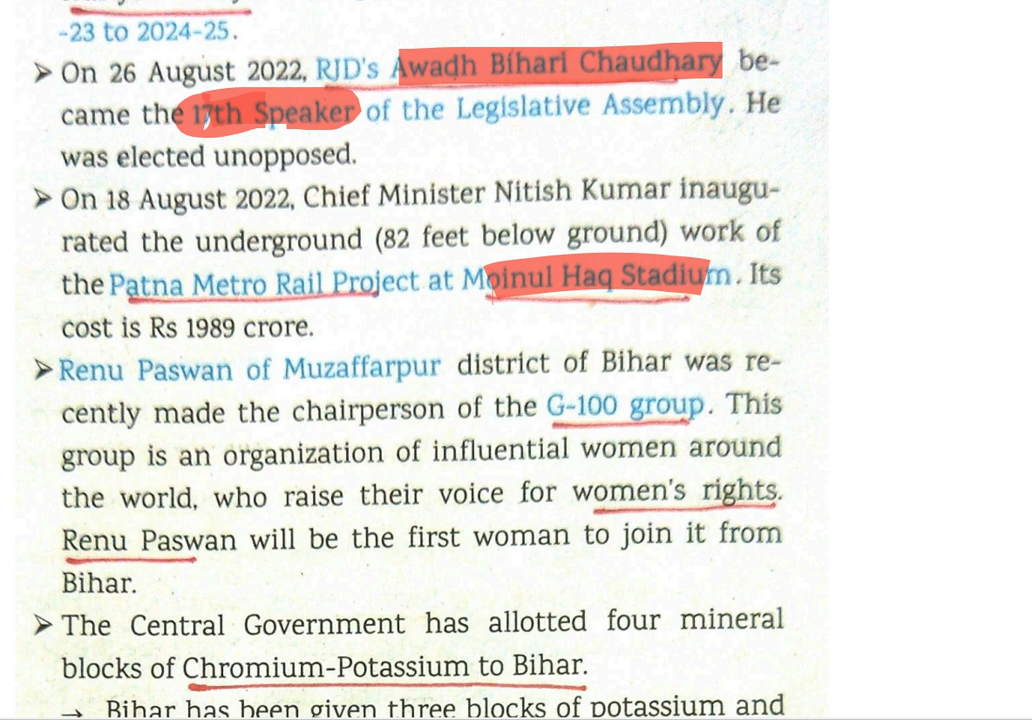 -23 to 2024-25.
➤ On 26 August 2022, RJD's Awadh Bihari Chaudhary be-
came the 17th Speaker of the Legislative Assembly. He
was elected unopposed.
➤ On 18 August 2022, Chief Minister Nitish Kumar inaugu-
rated the underground (82 feet below ground) work of
the Patna Metro Rail Project at Moinul Haq Stadium. Its
cost is Rs 1989 crore.
➤ Renu Paswan of Muzaffarpur district of Bihar was re-
cently made the chairperson of the G-100 group. This
group is an organization of influential women around
the world, who raise their voice for women's rights.
Renu Paswan will be the first woman to join it from
Bihar.
➤ The Central Government has allotted four mineral
blocks of Chromium-Potassium to Bihar.
→ Bihar has been given three blocks of potassium and